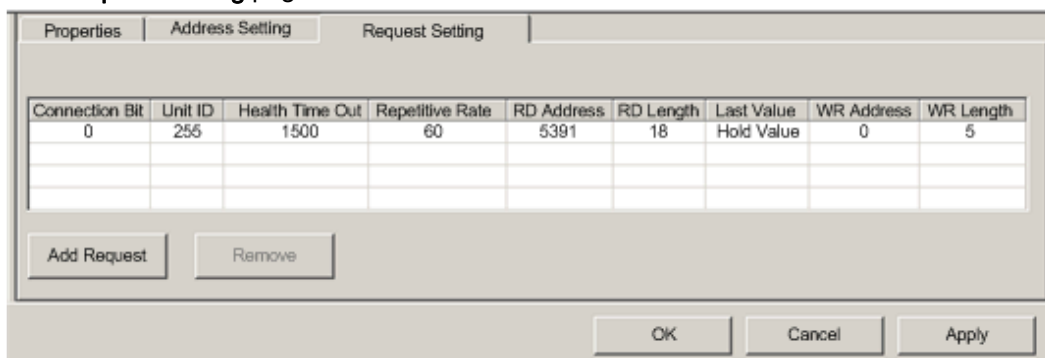 Properties Address Setting Request Setting
Connection Bit Unit ID Health Time Out Repetitive Rate RD Address RD Length Last Value WR Address WR Length
0 255 1500 60 5391 18 Hold Value 0 5
Add Request Remove
OK Cancel Apply